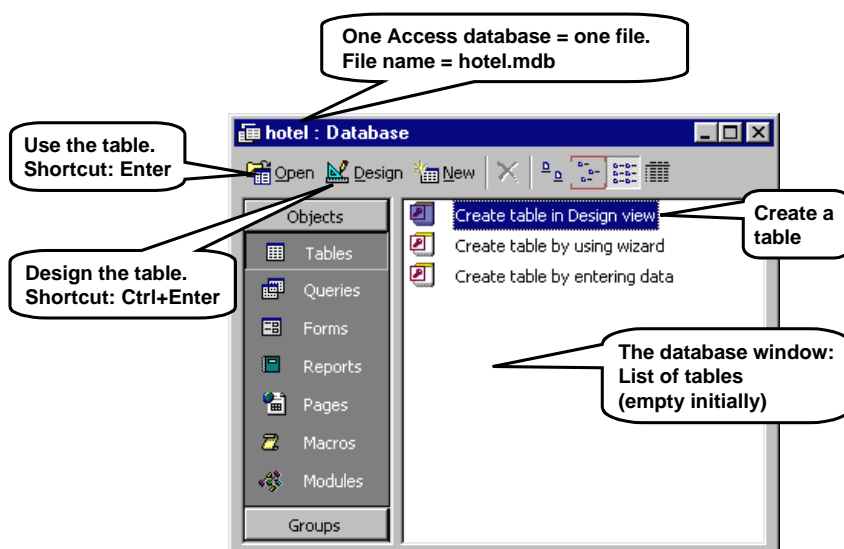 One Access database = one file.
File name = hotel.mdb
hotel : Database
Use the table.
Shortcut: Enter
Open Design New
Objects
Create table in Design view
Create a
table
Tables
Create table by using wizard
Design the table.
Shortcut: Ctrl+Enter
Queries
Create table by entering data
Forms
The database window:
List of tables
(empty initially)
Reports
Pages
Macros
Modules
Groups